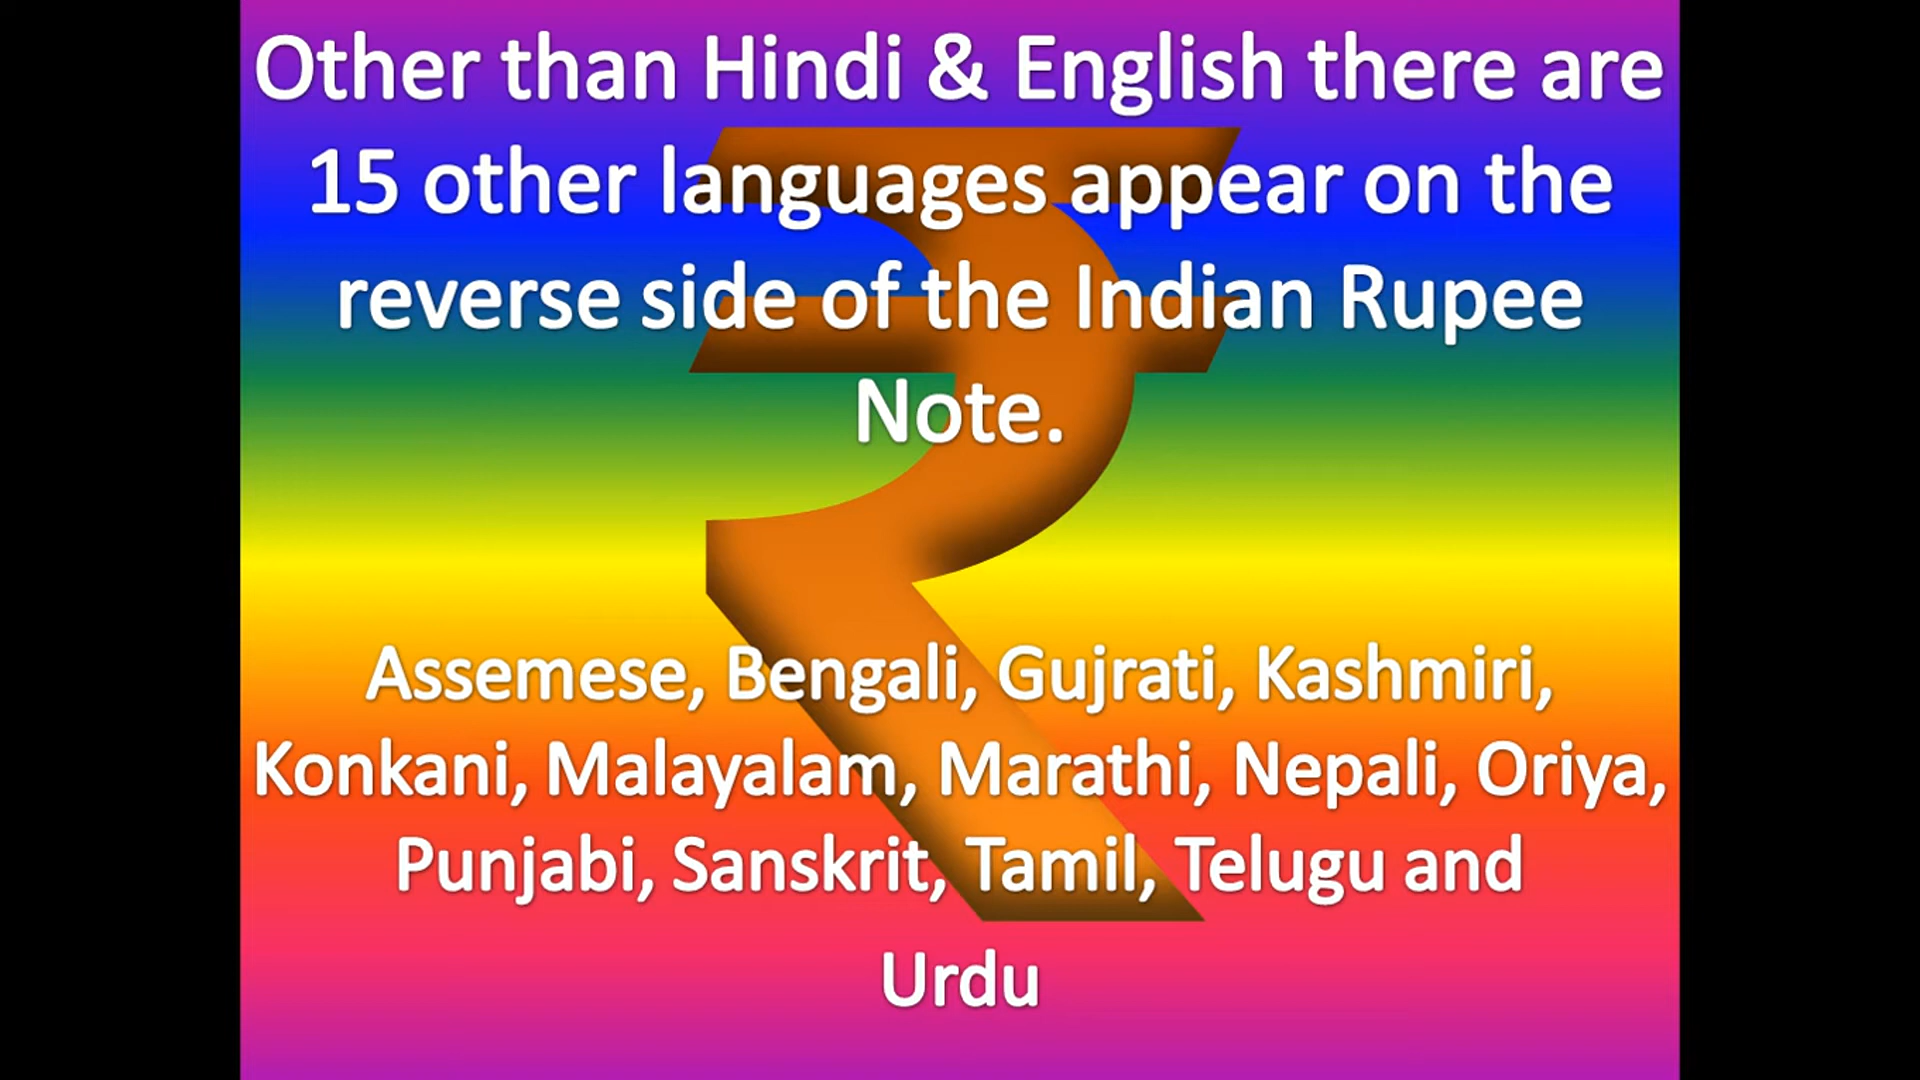 Other than Hindi & English there are
15 other languages appear on the
reverse side of the Indian Rupee
Note.
Assemese, Bengali, Gujrati, Kashmiri,
Konkani, Malayalam, Marathi, Nepali, Oriya,
Punjabi, Sanskrit, Tamil, Telugu and
Urdu